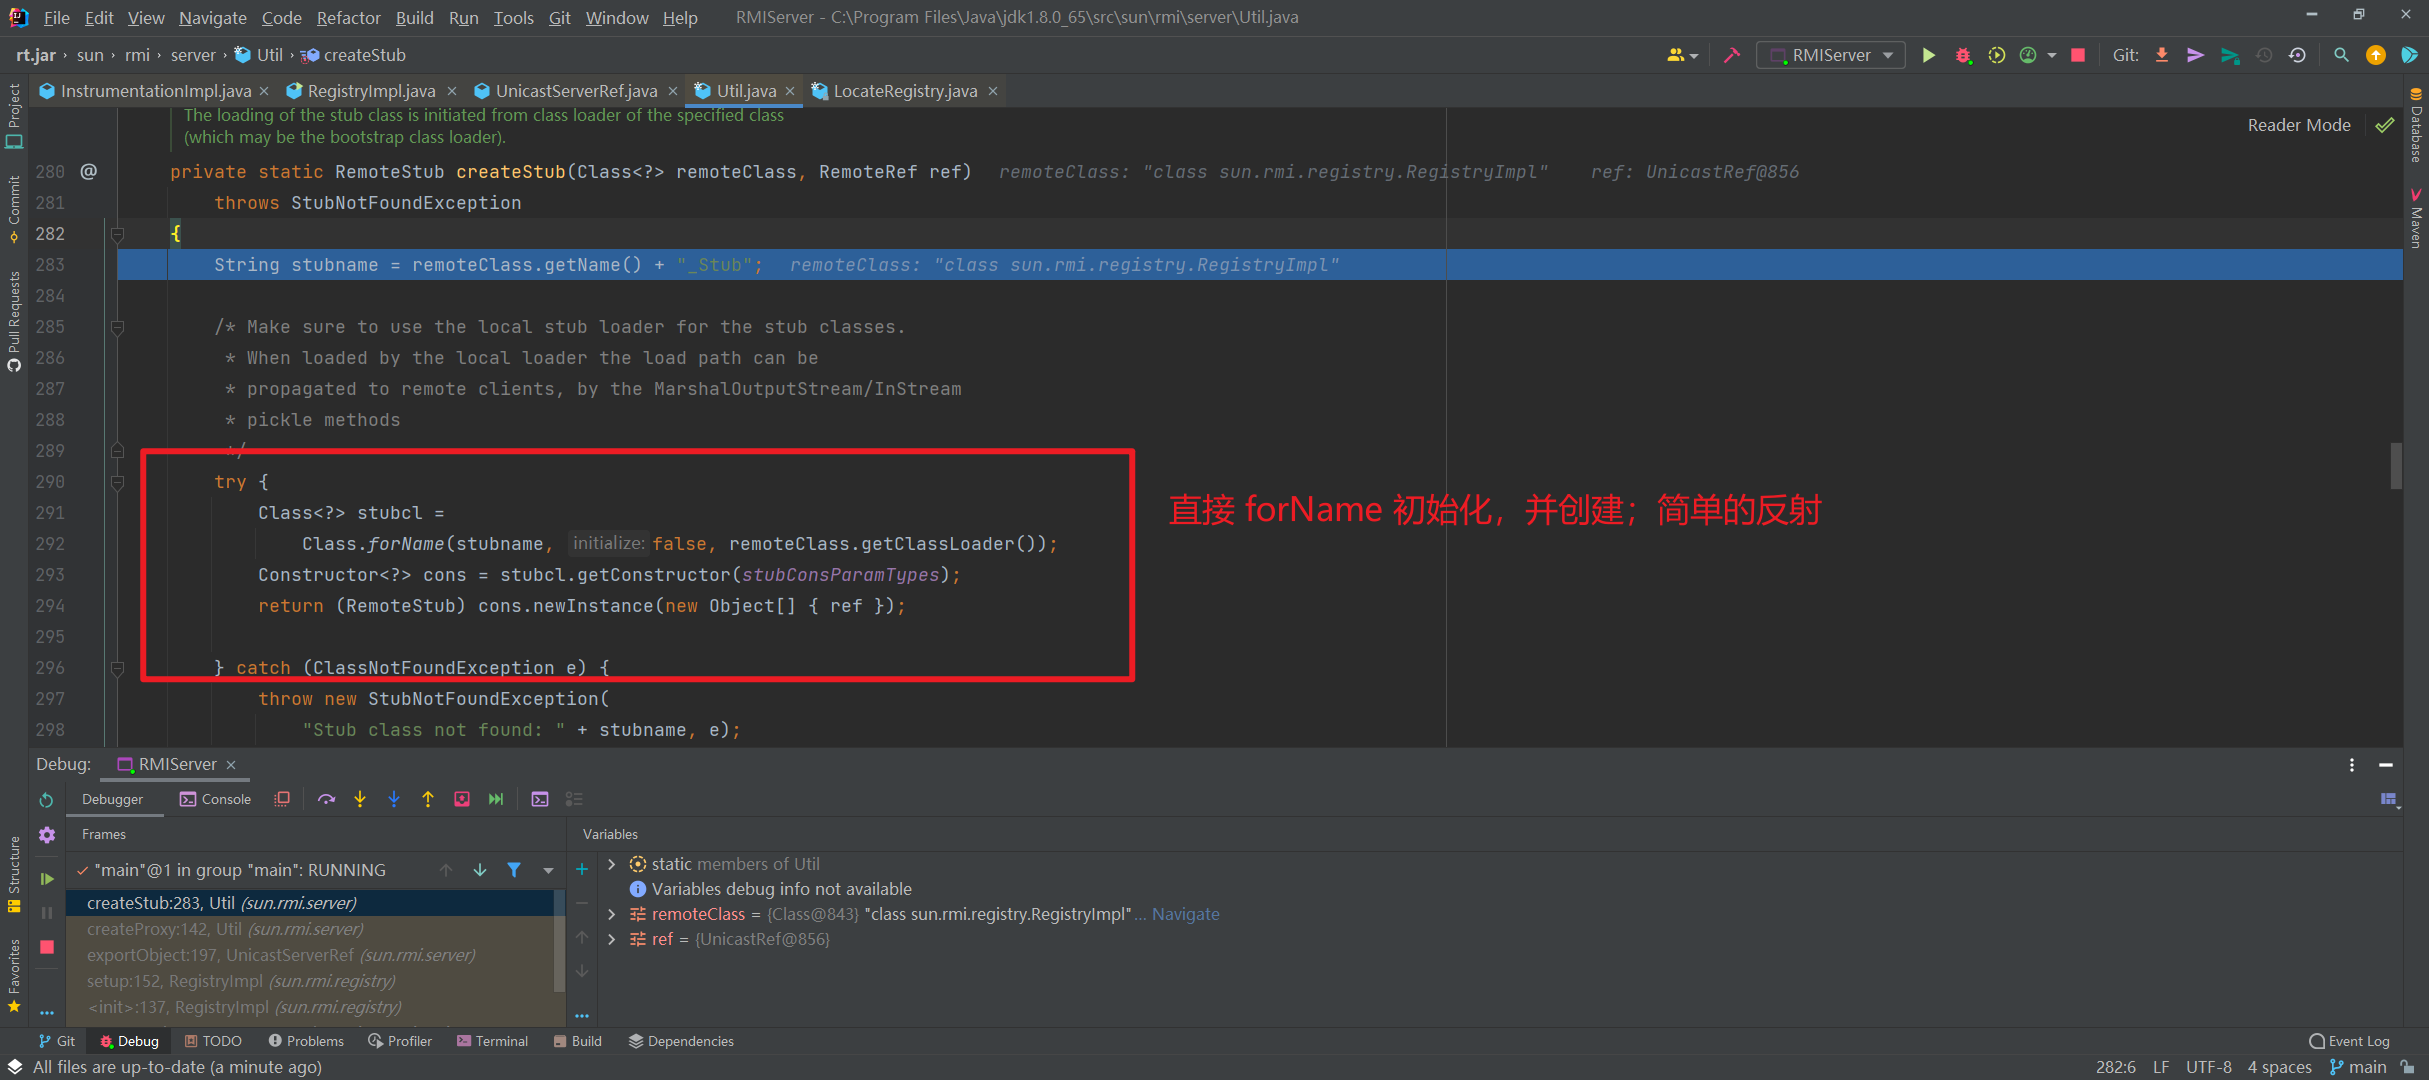 File Edit View Navigate Code Refactor Build Run Tools Git Window Help RMIServer - C:\Program Files\Java\jdk1.8.0_65\src\sun\rmi\server\Util.java
rt.jar › sun › rmi › server › Util › createStub RMIServer Git:
InstrumentationImpl.java × RegistryImpl.java × UnicastServerRef.java × Util.java × LocateRegistry.java ×
Project
Commit
Pull Requests
Structure
Favorites
Database
Maven
Reader Mode
The loading of the stub class is initiated from class loader of the specified class
(which may be the bootstrap class loader).
280 @ private static RemoteStub createStub(Class<?> remoteClass, RemoteRef ref) remoteClass: "class sun.rmi.registry.RegistryImpl" ref: UnicastRef@856
281 throws StubNotFoundException
282 {
283 String stubname = remoteClass.getName() + "_Stub"; remoteClass: "class sun.rmi.registry.RegistryImpl"
284
285 /* Make sure to use the local stub loader for the stub classes.
286 * When loaded by the local loader the load path can be
287 * propagated to remote clients, by the MarshalOutputStream/InStream
288 * pickle methods
289 */
290 try {
291 Class<?> stubcl =
292 Class.forName(stubname, initialize: false, remoteClass.getClassLoader());
293 Constructor<?> cons = stubcl.getConstructor(stubConsParamTypes);
294 return (RemoteStub) cons.newInstance(new Object[] { ref });
295
296 } catch (ClassNotFoundException e) {
297 throw new StubNotFoundException(
298 "Stub class not found: " + stubname, e);
直接 forName 初始化，并创建；简单的反射
Debug: RMIServer ×
Debugger Console
Frames
"main"@1 in group "main": RUNNING
createStub:283, Util (sun.rmi.server)
createProxy:142, Util (sun.rmi.server)
exportObject:197, UnicastServerRef (sun.rmi.server)
setup:152, RegistryImpl (sun.rmi.registry)
<init>:137, RegistryImpl (sun.rmi.registry)
Variables
static members of Util
Variables debug info not available
remoteClass = {Class@843} "class sun.rmi.registry.RegistryImpl" ... Navigate
ref = {UnicastRef@856}
Git Debug TODO Problems Profiler Terminal Build Dependencies Event Log
All files are up-to-date (a minute ago) 282:6 LF UTF-8 4 spaces main